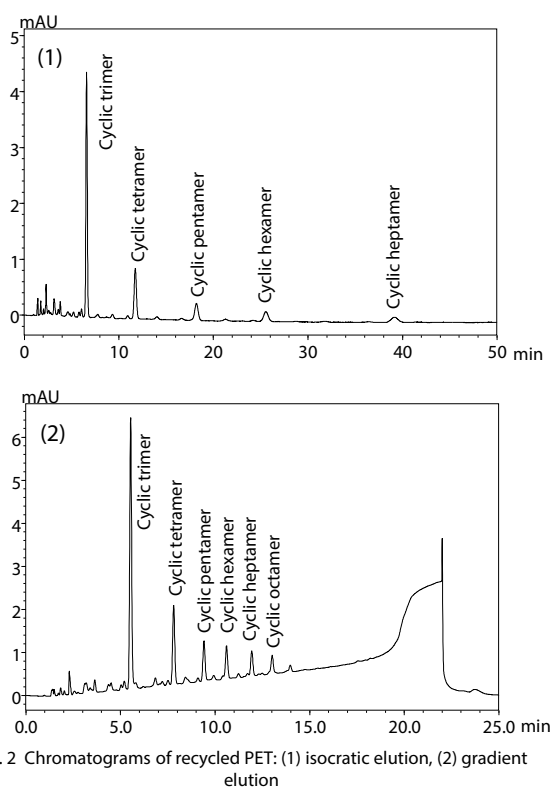 mAU
(1)
5
4
3
2
1
0
Cyclic trimer
Cyclic tetramer
Cyclic pentamer
Cyclic hexamer
Cyclic heptamer
0 10 20 30 40 50 min
mAU
(2)
6
5
4
3
2
1
0
Cyclic trimer
Cyclic tetramer
Cyclic pentamer
Cyclic hexamer
Cyclic heptamer
Cyclic octamer
0.0 5.0 10.0 15.0 20.0 25.0 min
. 2 Chromatograms of recycled PET: (1) isocratic elution, (2) gradient
elution